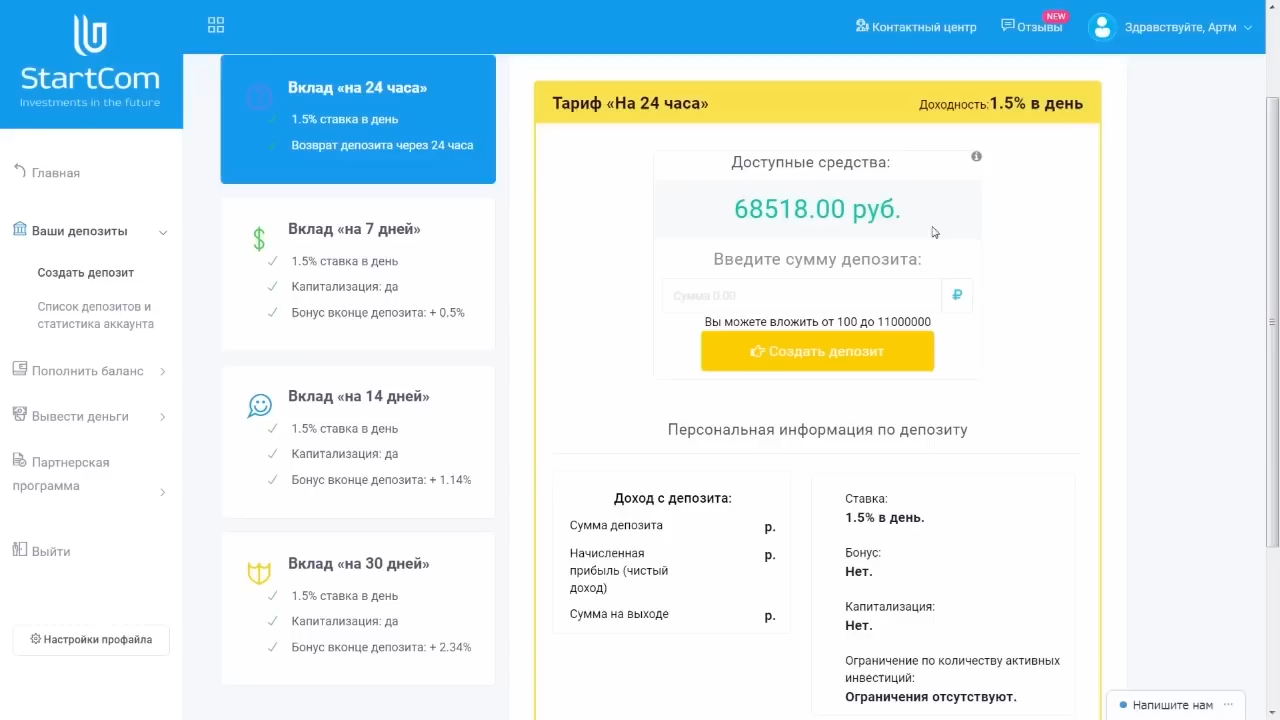 StartCom
Investments in the future
Контактный центр
Отзывы
NEW
Здравствуйте, Артм
Главная
Ваши депозиты
Создать депозит
Список депозитов и
статистика аккаунта
Пополнить баланс
Вывести деньги
Партнерская
программа
Выйти
Настройки профайла
Вклад «на 24 часа»
1.5% ставка в день
Возврат депозита через 24 часа
Вклад «на 7 дней»
1.5% ставка в день
Капитализация: да
Бонус вконце депозита: + 0.5%
Вклад «на 14 дней»
1.5% ставка в день
Капитализация: да
Бонус вконце депозита: + 1.14%
Вклад «на 30 дней»
1.5% ставка в день
Капитализация: да
Бонус вконце депозита: + 2.34%
Тариф «На 24 часа»
Доходность:1.5% в день
Доступные средства:
68518.00 руб.
Введите сумму депозита:
Сумма 0.00
₽
Вы можете вложить от 100 до 11000000
Создать депозит
Персональная информация по депозиту
Доход с депозита:
Сумма депозита р.
Начисленная р.
прибыль (чистый
доход)
Сумма на выходе р.
Ставка:
1.5% в день.
Бонус:
Нет.
Капитализация:
Нет.
Ограничение по количеству активных
инвестиций:
Ограничения отсутствуют.
Напишите нам